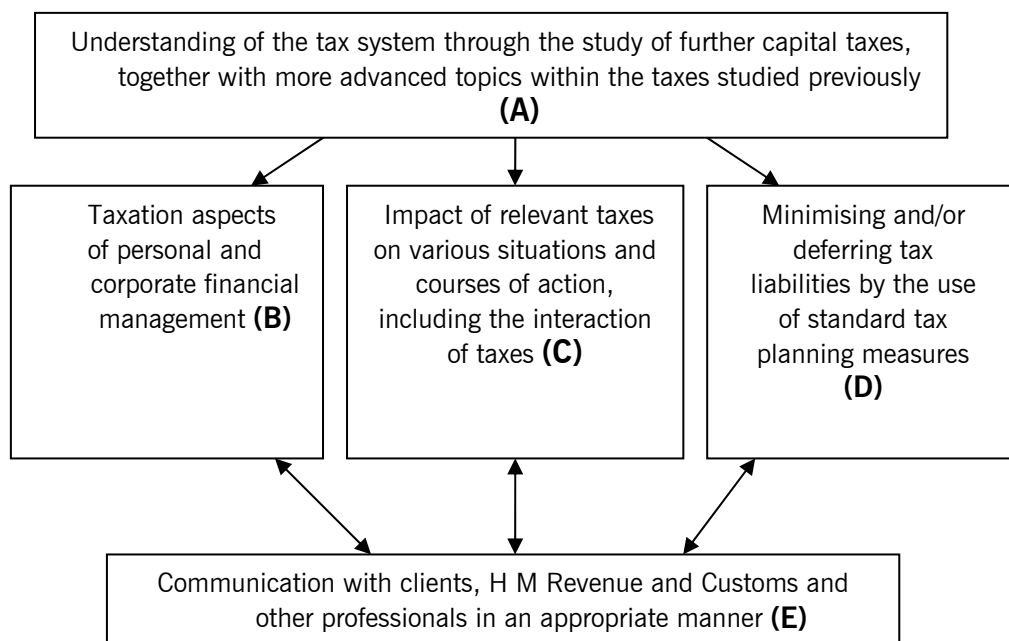 Understanding of the tax system through the study of further capital taxes,
together with more advanced topics within the taxes studied previously
(A)
Taxation aspects
of personal and
corporate financial
management (B)
Impact of relevant taxes
on various situations and
courses of action,
including the interaction
of taxes (C)
Minimising and/or
deferring tax
liabilities by the use
of standard tax
planning measures
(D)
Communication with clients, H M Revenue and Customs and
other professionals in an appropriate manner (E)